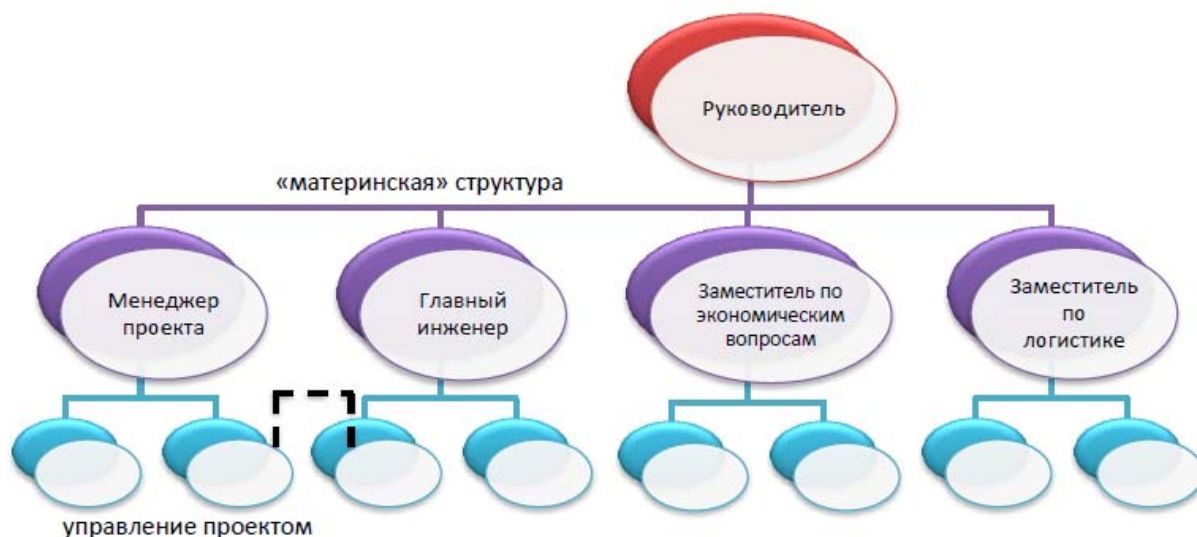 Руководитель
«материнская» структура
Менеджер
проекта
Главный
инженер
Заместитель по
экономическим
вопросам
Заместитель
по
логистике
управление проектом